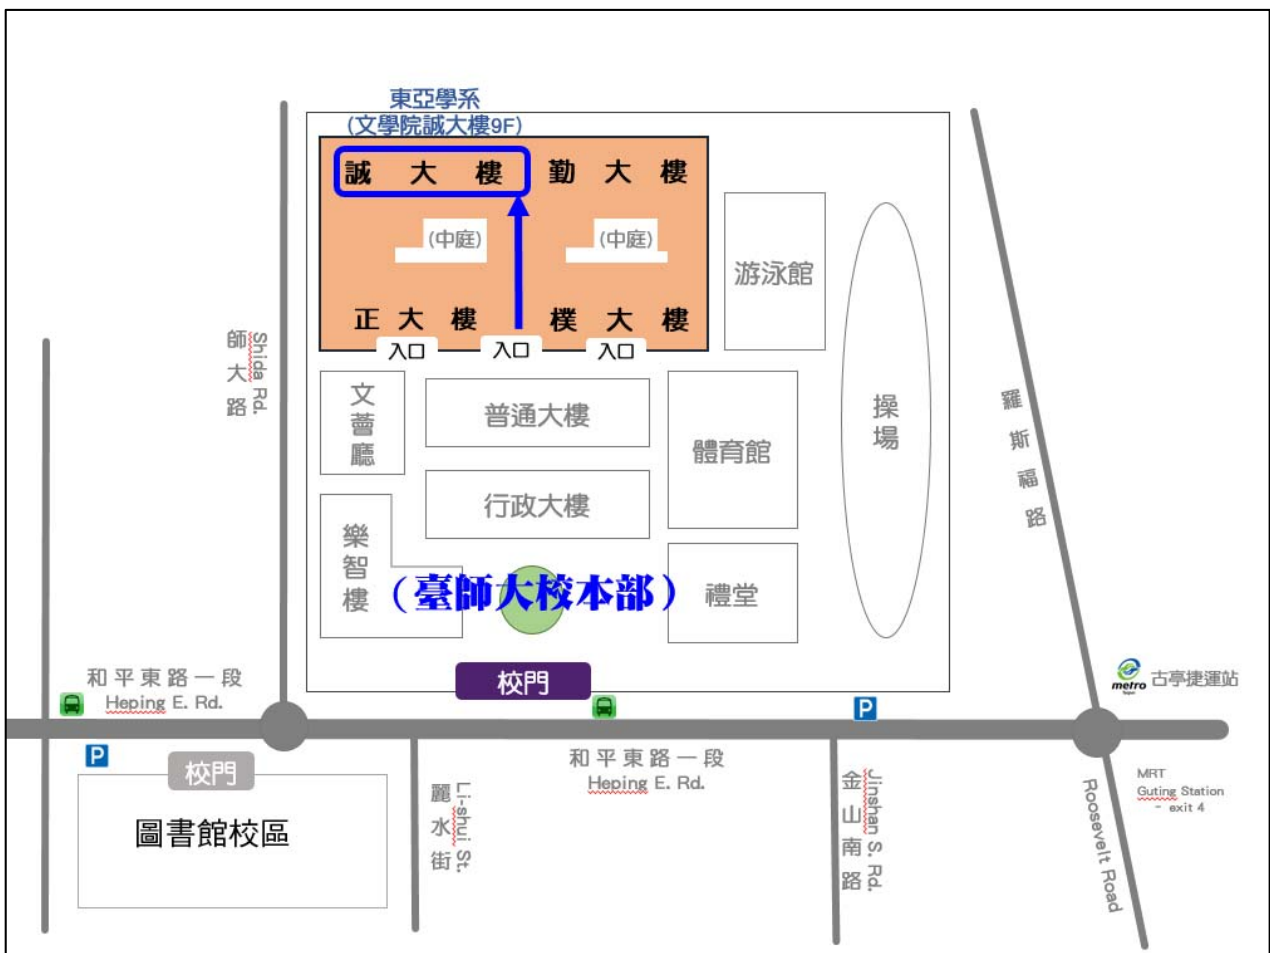 東亞學系
(文學院誠大樓9F)
誠大樓
勤大樓
(中庭)
(中庭)
正大樓
樸大樓
入口
入口
入口
游泳館
操場
師大路
Shida Rd.
羅斯福路
文薈廳
普通大樓
體育館
行政大樓
樂智樓
(臺師大校本部)
禮堂
校門
和平東路一段
Heping E. Rd.
metro
古亭捷運站
P
P
校門
圖書館校區
麗水街
Li-shui St.
和平東路一段
Heping E. Rd.
金山南路
Jinshan S. Rd.
Roosevelt Road
MRT
Guting Station
- exit 4